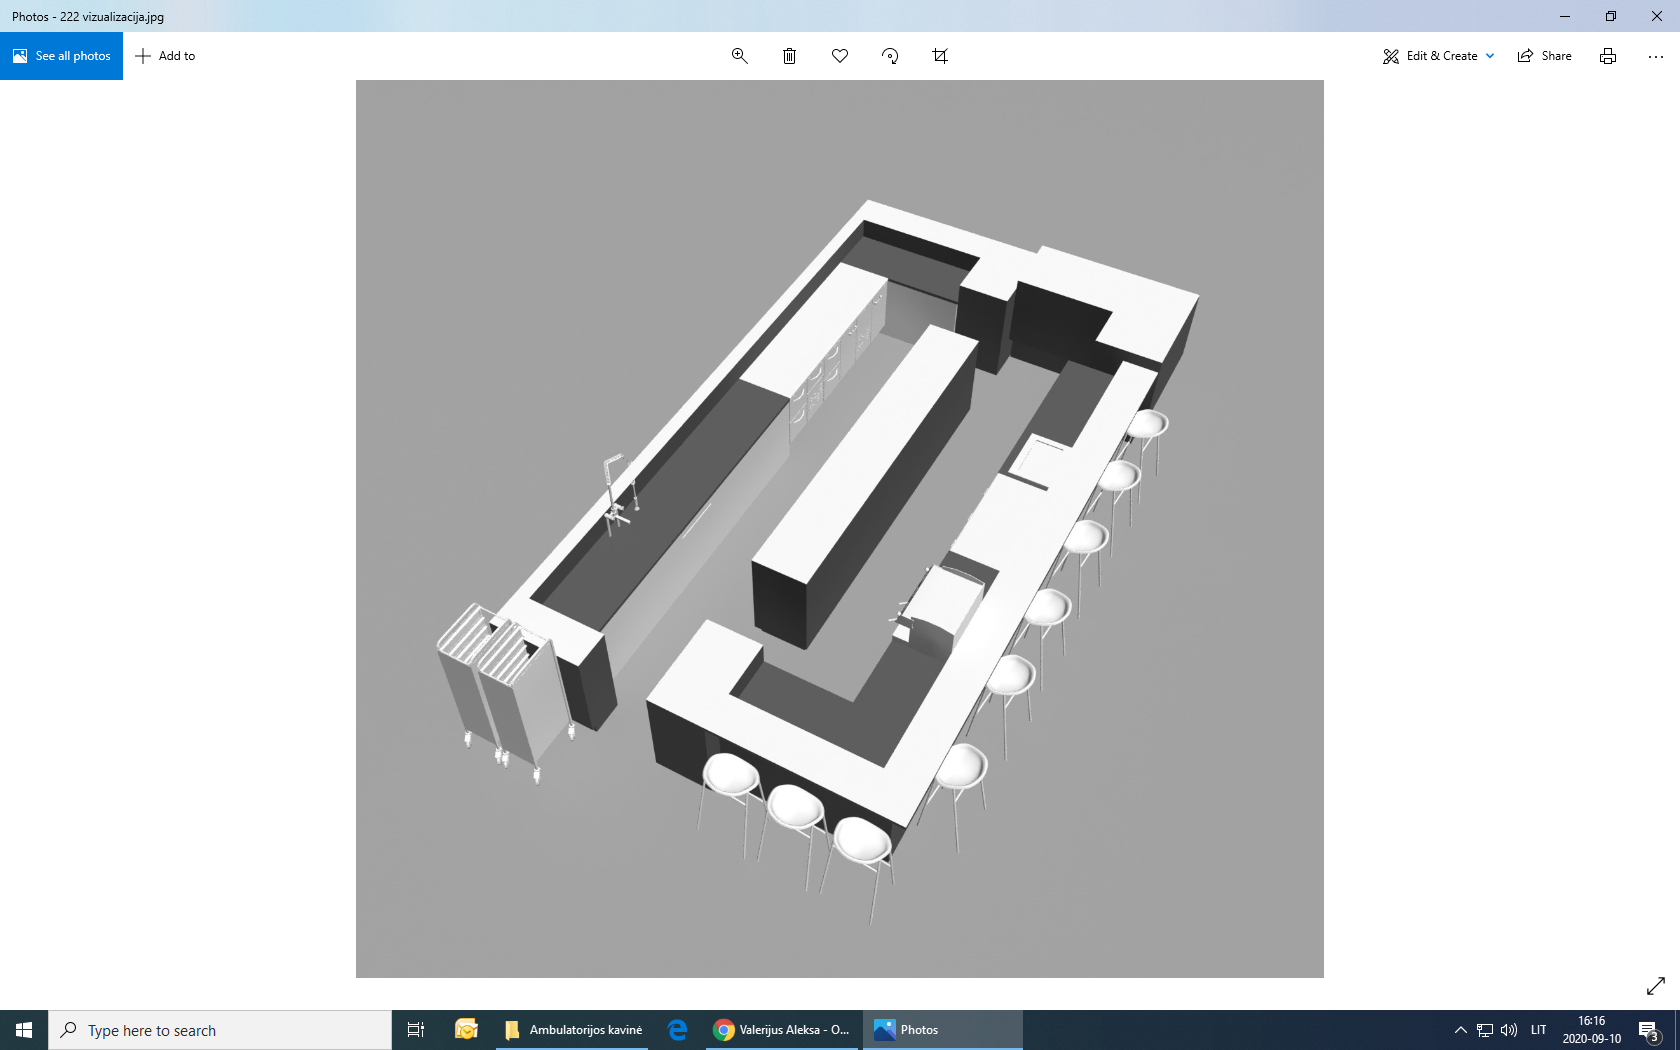 Photos - 222 vizualizacija.jpg
See all photos
Add to
Edit & Create
Share
Type here to search
Ambulatorijos kavinė
Valerijus Aleksa - O...
Photos
LIT
16:16
2020-09-10
3